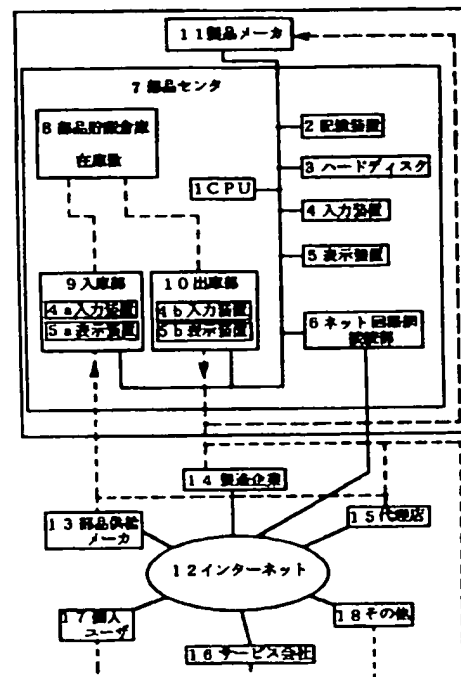 11製品メーカ
7部品センタ
8部品貯蔵倉庫
在庫数
2記憶装置
3ハードディスク
1CPU
4入力装置
5表示装置
9入庫部
4a入力装置
5a表示装置
10出庫部
4b入力装置
5b表示装置
6ネット回線網
接続部
14製造企業
13部品供給
メーカ
15代理店
12インターネット
17個人
ユーザ
18その他
16サービス会社